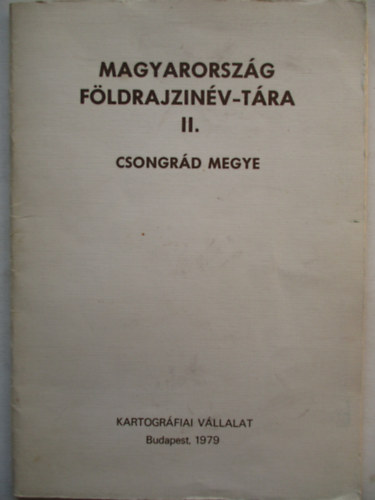 MAGYARORSZÁG
FÖLDRAJZINÉV-TÁRA
II.
CSONGRÁD MEGYE
KARTOGRÁFIAI VÁLLALAT
Budapest, 1979